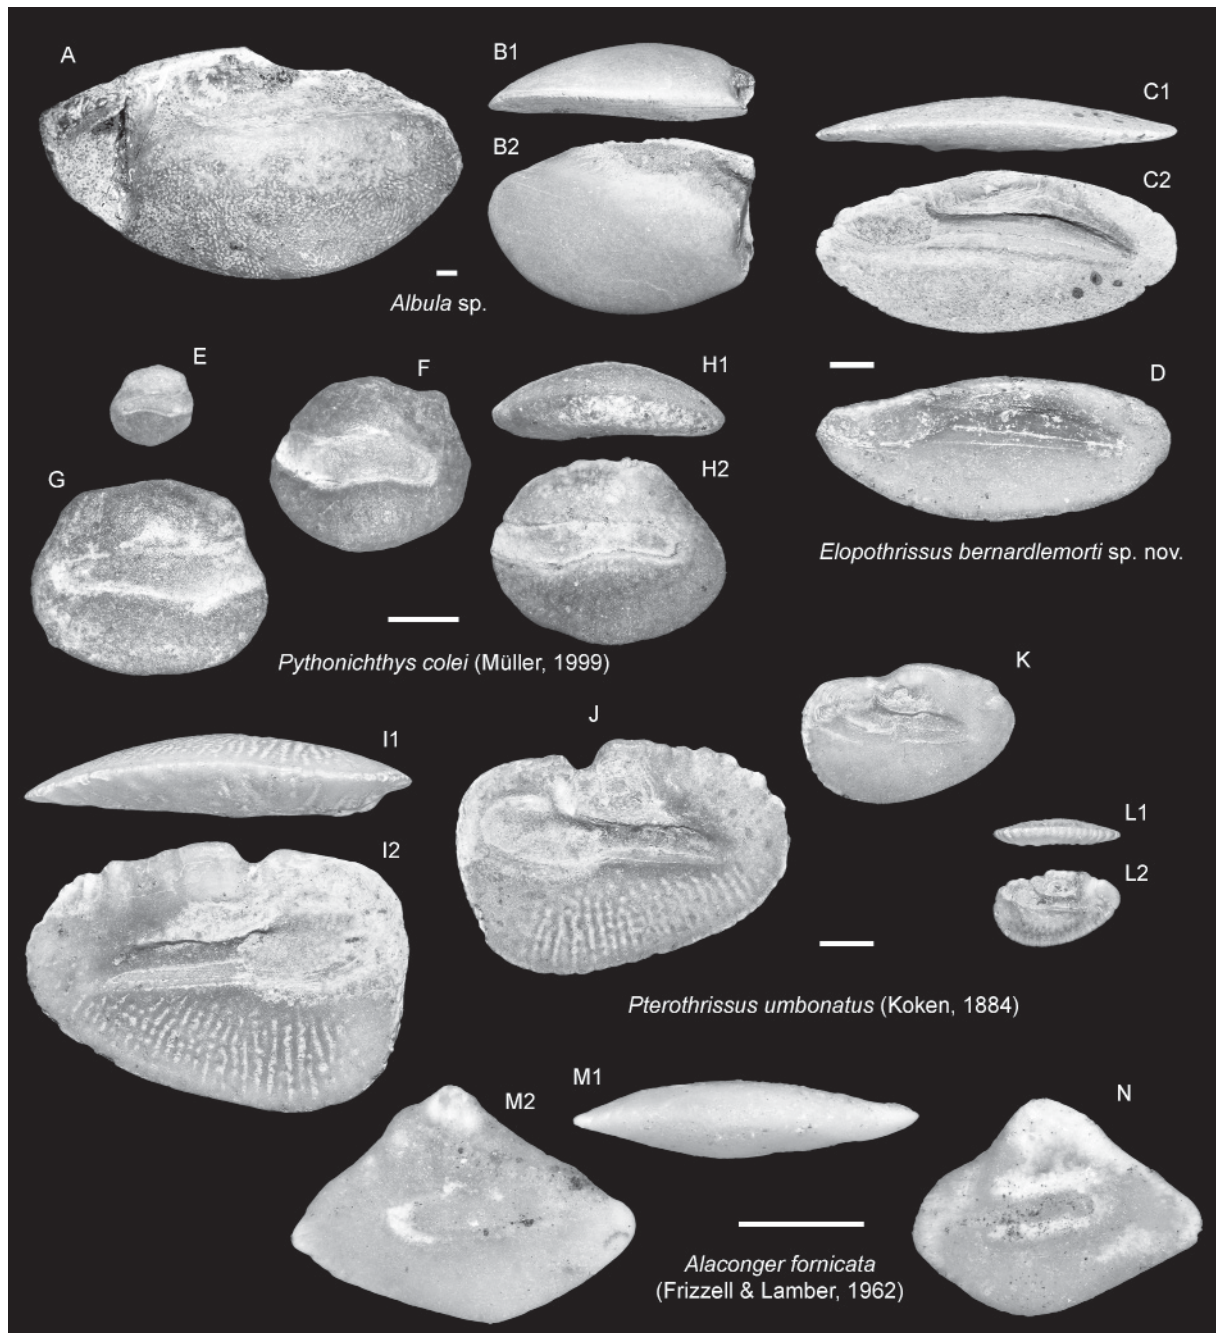 A
B1
C1
B2
C2
Albula sp.
E
F
H1
D
G
H2
Elopothrissus bernardlemorti sp. nov.
Pythonichthys colei (Müller, 1999)
K
J
I1
L1
I2
L2
Pterothrissus umbonatus (Koken, 1884)
M1
M2
N
Alaconger fornicata
(Frizzell & Lamber, 1962)